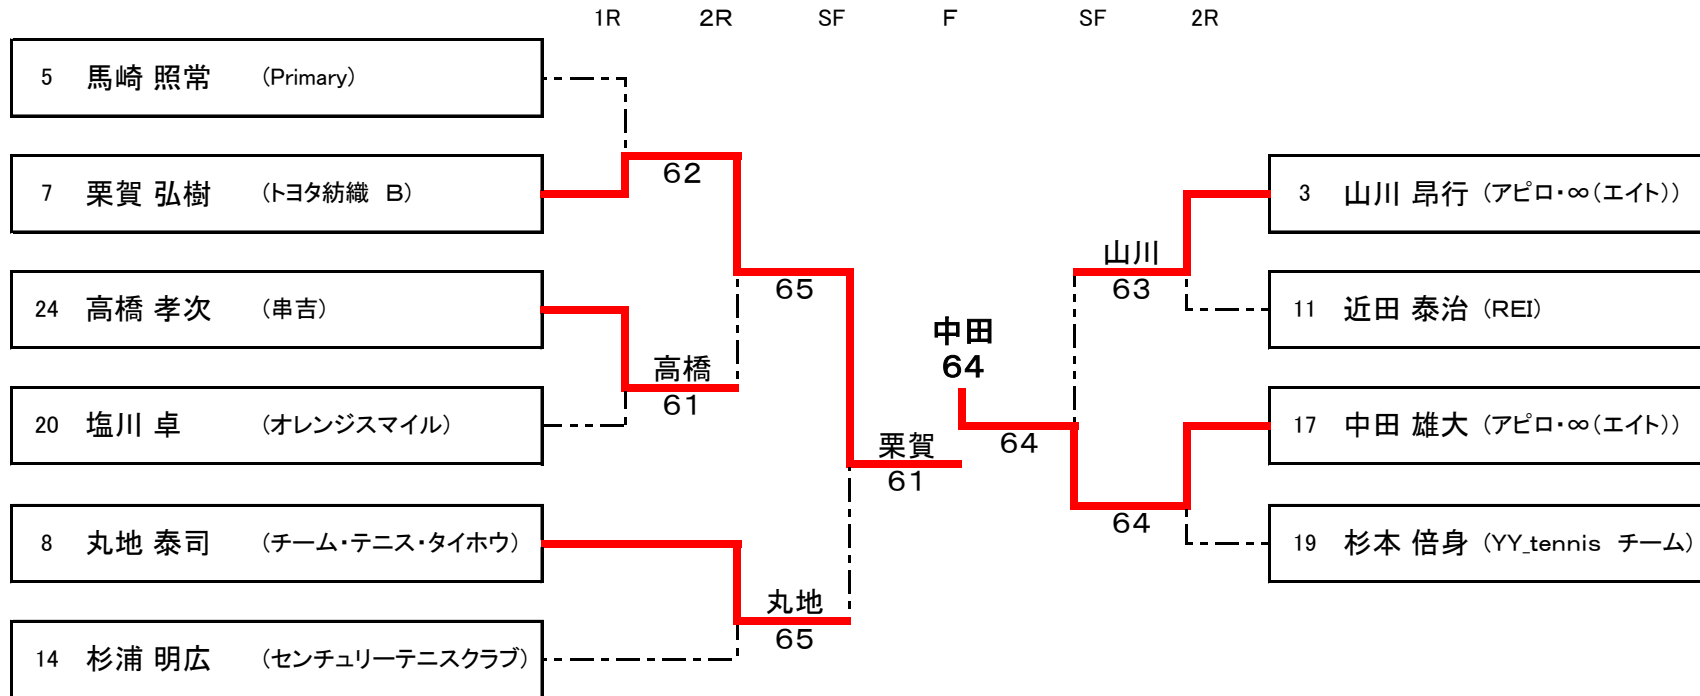 1R 2R SF F SF 2R
5 馬崎 照常 (Primary)
62
7 栗賀 弘樹 (トヨタ紡織 B)
3 山川 昂行 (アピロ・∞(エイト))
山川
65
63
24 高橋 孝次 (串吉)
11 近田 泰治 (REI)
中田
64
高橋
61
20 塩川 卓 (オレンジスマイル)
17 中田 雄大 (アピロ・∞(エイト))
64
栗賀
61
64
8 丸地 泰司 (チーム・テニス・タイホウ)
19 杉本 倍身 (YY_tennis チーム)
丸地
65
14 杉浦 明広 (センチュリーテニスクラブ)